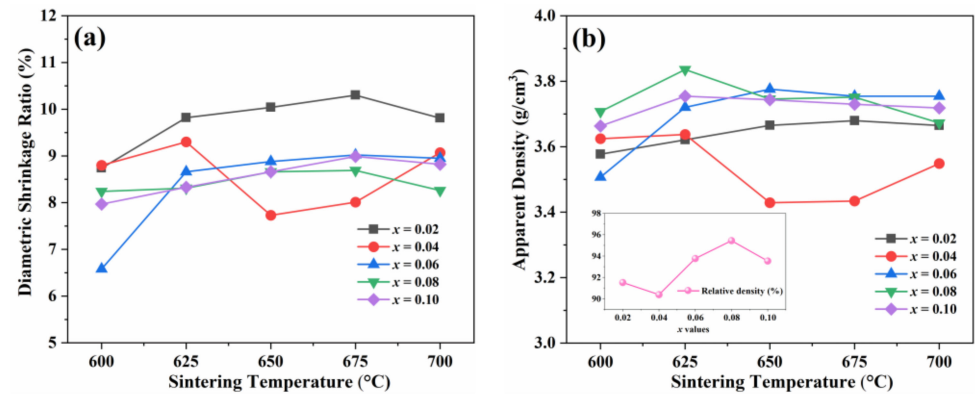 (a)
Diametric Shrinkage Ratio (%)
12
11
10
9
8
7
6
5
600
625
650
675
700
Sintering Temperature (°C)
x = 0.02
x = 0.04
x = 0.06
x = 0.08
x = 0.10
(b)
Apparent Density (g/cm³)
4.0
3.8
3.6
3.4
3.2
3.0
600
625
650
675
700
Sintering Temperature (°C)
98
96
94
92
90
Relative density (%)
0.02
0.04
0.06
0.08
0.10
x values
x = 0.02
x = 0.04
x = 0.06
x = 0.08
x = 0.10